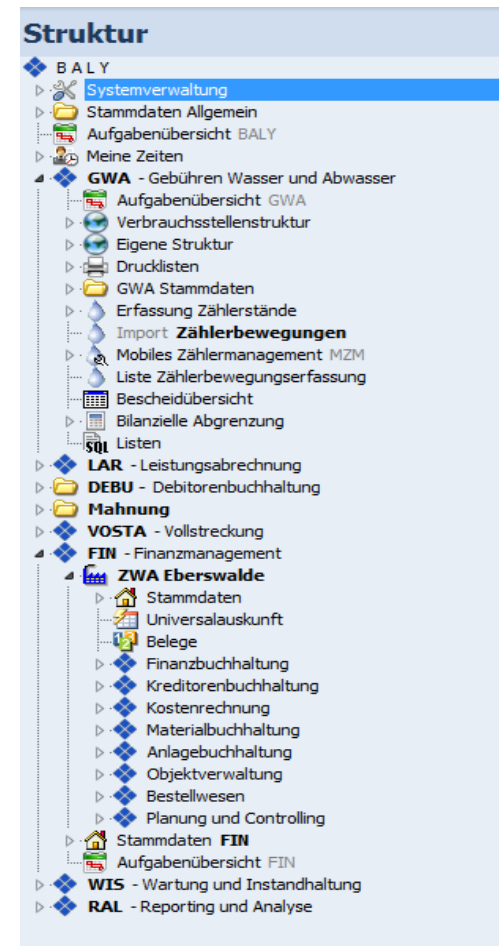 Struktur
B A L Y
Systemverwaltung
Stammdaten Allgemein
Aufgabenübersicht BALY
Meine Zeiten
GWA - Gebühren Wasser und Abwasser
Aufgabenübersicht GWA
Verbrauchsstellenstruktur
Eigene Struktur
Drucklisten
GWA Stammdaten
Erfassung Zählerstände
Import Zählerbewegungen
Mobiles Zählermanagement MZM
Liste Zählerbewegungserfassung
Bescheidübersicht
Bilanzielle Abgrenzung
SQL Listen
LAR - Leistungsabrechnung
DEBU - Debitorenbuchhaltung
Mahnung
VOSTA - Vollstreckung
FIN - Finanzmanagement
ZWA Eberswalde
Stammdaten
Universalauskunft
Belege
Finanzbuchhaltung
Kreditorenbuchhaltung
Kostenrechnung
Materialbuchhaltung
Anlagebuchhaltung
Objektverwaltung
Bestellwesen
Planung und Controlling
Stammdaten FIN
Aufgabenübersicht FIN
WIS - Wartung und Instandhaltung
RAL - Reporting und Analyse